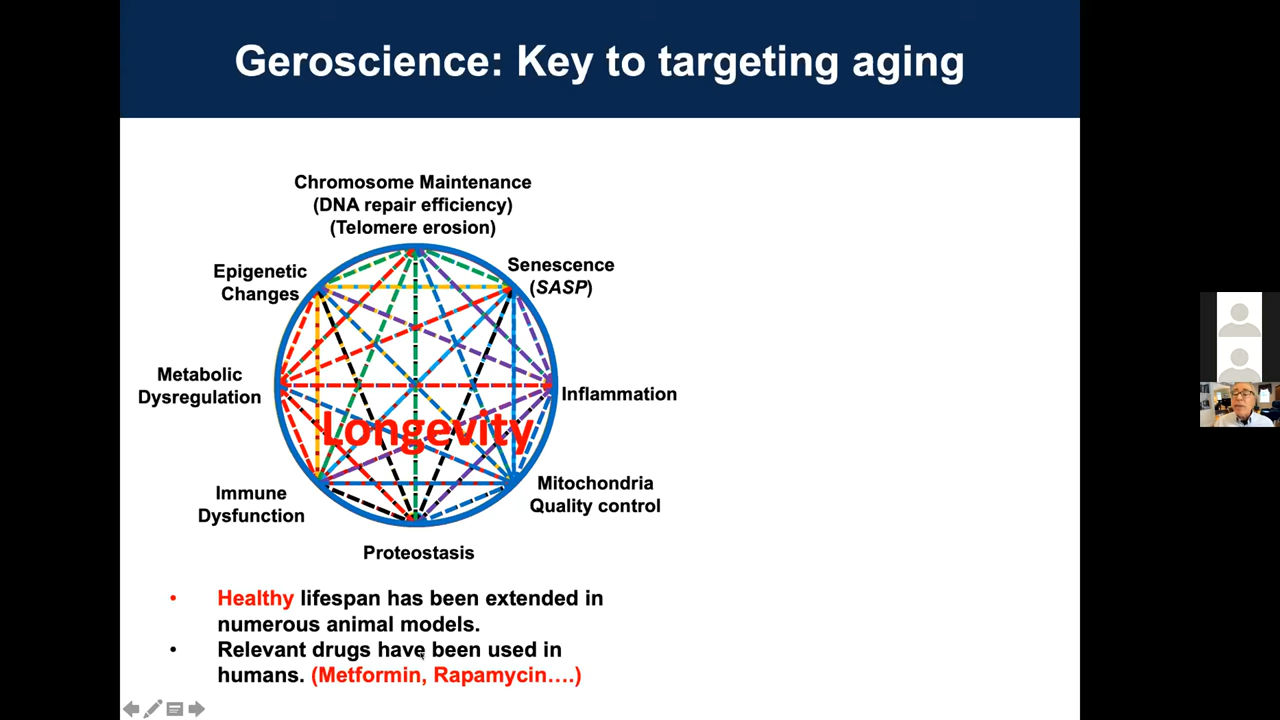 Geroscience: Key to targeting aging
Chromosome Maintenance
(DNA repair efficiency)
(Telomere erosion)
Epigenetic
Changes
Senescence
(SASP)
Metabolic
Dysregulation
Inflammation
Longevity
Immune
Dysfunction
Mitochondria
Quality control
Proteostasis
• Healthy lifespan has been extended in
numerous animal models.
• Relevant drugs have been used in
humans. (Metformin, Rapamycin….)